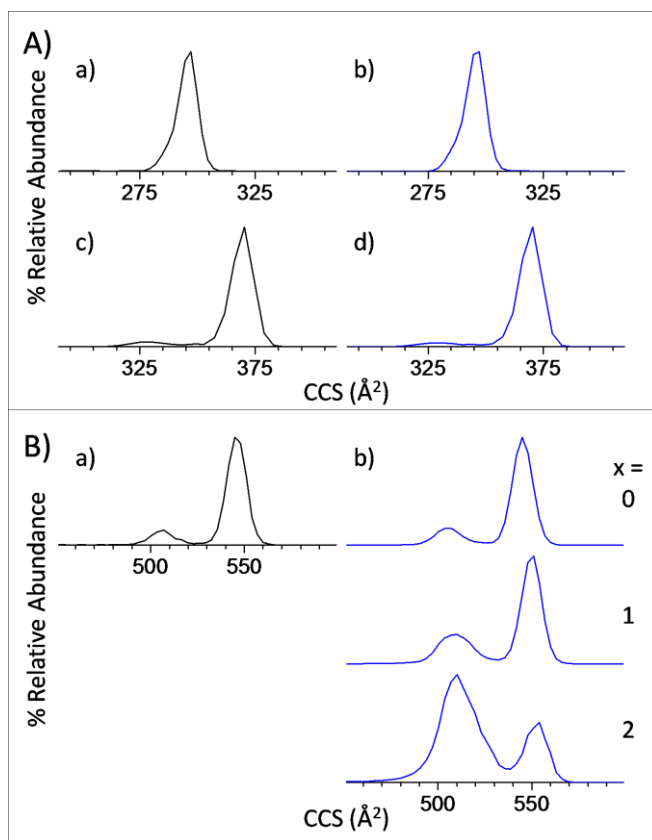 A)
a)
b)
275 325 275 325
c)
d)
325 375 325 375
% Relative Abundance
CCS (Å²)
B)
a)
b)
x =
0
500 550
1
2
500 550
% Relative Abundance
CCS (Å²)